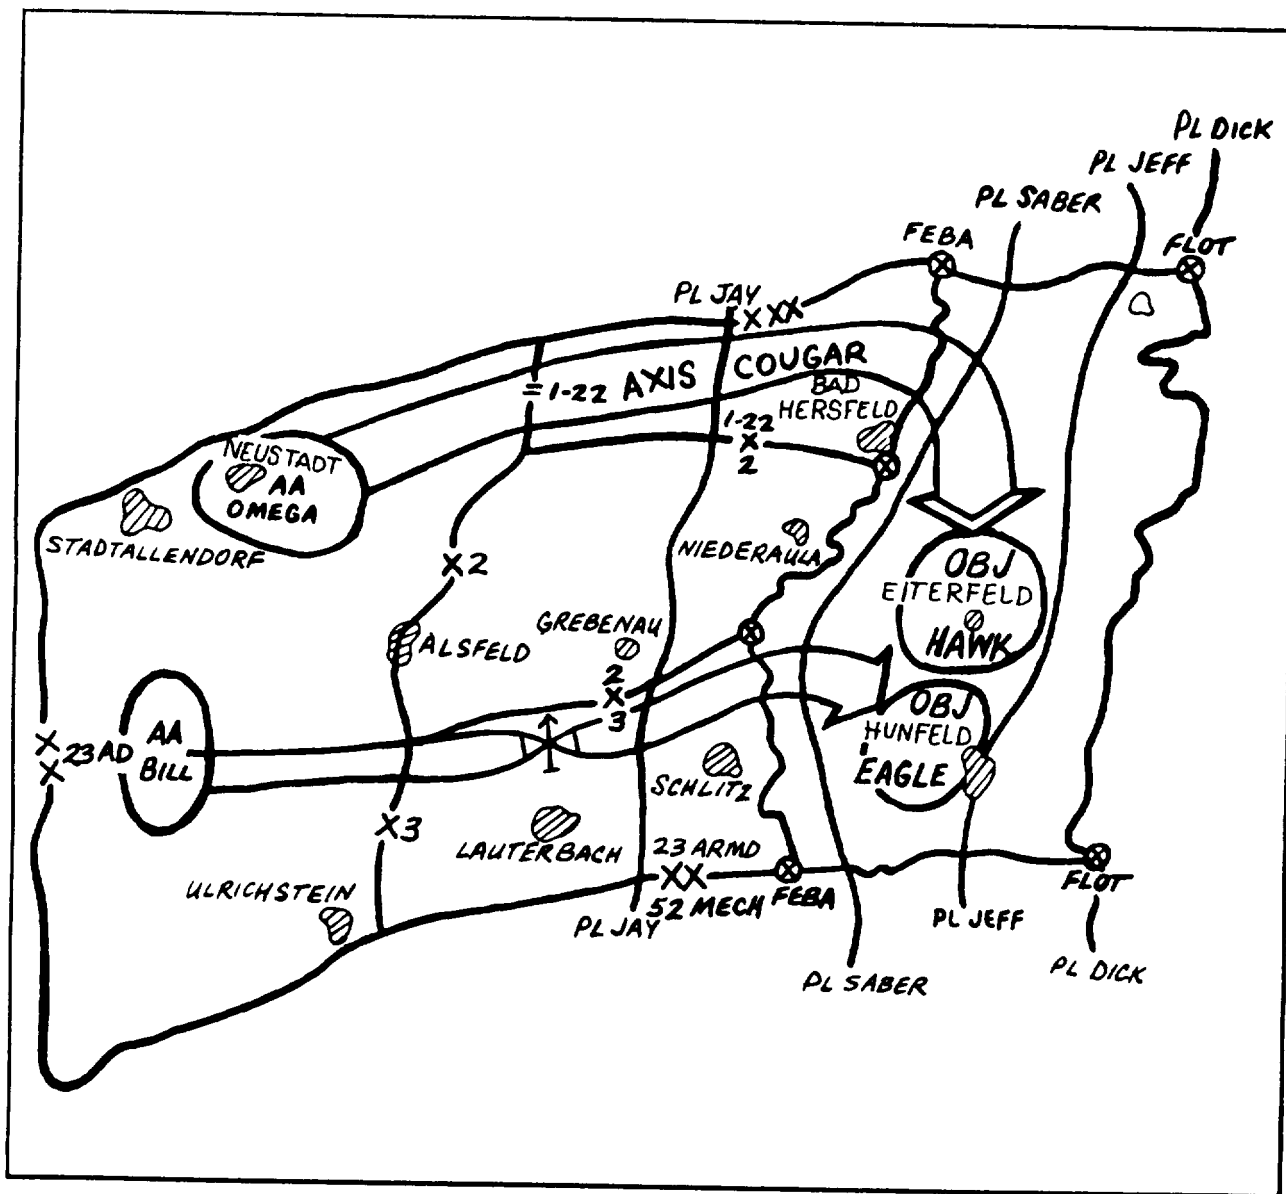 PL DICK
PL JEFF
PL SABER
FEBA
FLOT
PL JAY
XXX
AXIS COUGAR
= 1-22
BAD
HERSFELD
1-22
X
2
NEUSTADT
AA
OMEGA
STADTALLENDORF
NIEDERAULA
X 2
OBJ
EITERFELD
HAWK
GREBENAU
ALSFELD
2
X
3
XX 23 AD
AA
BILL
OBJ
HUNFELD
EAGLE
SCHLITZ
X 3
LAUTERBACH
23 ARMD
XX
52 MECH
FEBA
FLOT
ULRICHSTEIN
PL JAY
PL JEFF
PL SABER
PL DICK